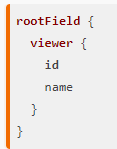 rootField {
  viewer {
    id
    name
  }
}